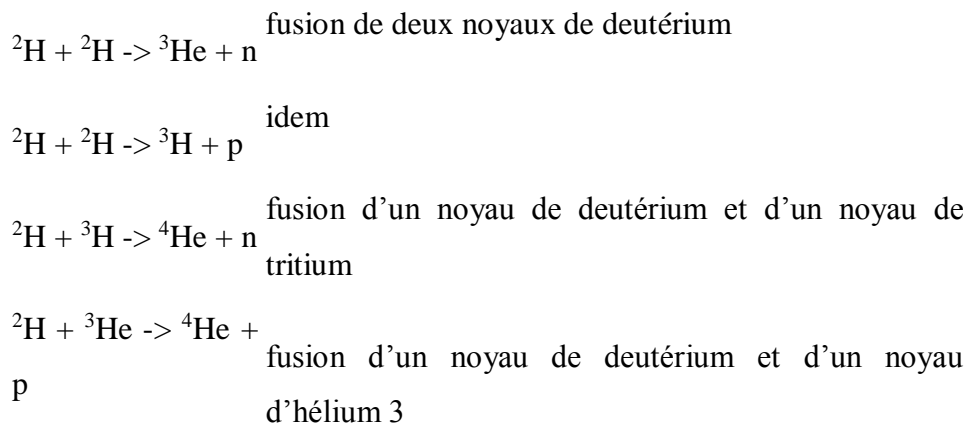 ²H + ²H -> ³He + n fusion de deux noyaux de deutérium
²H + ²H -> ³H + p idem
²H + ³H -> ⁴He + n fusion d’un noyau de deutérium et d’un noyau de
tritium
²H + ³He -> ⁴He +
p
fusion d’un noyau de deutérium et d’un noyau
d’hélium 3